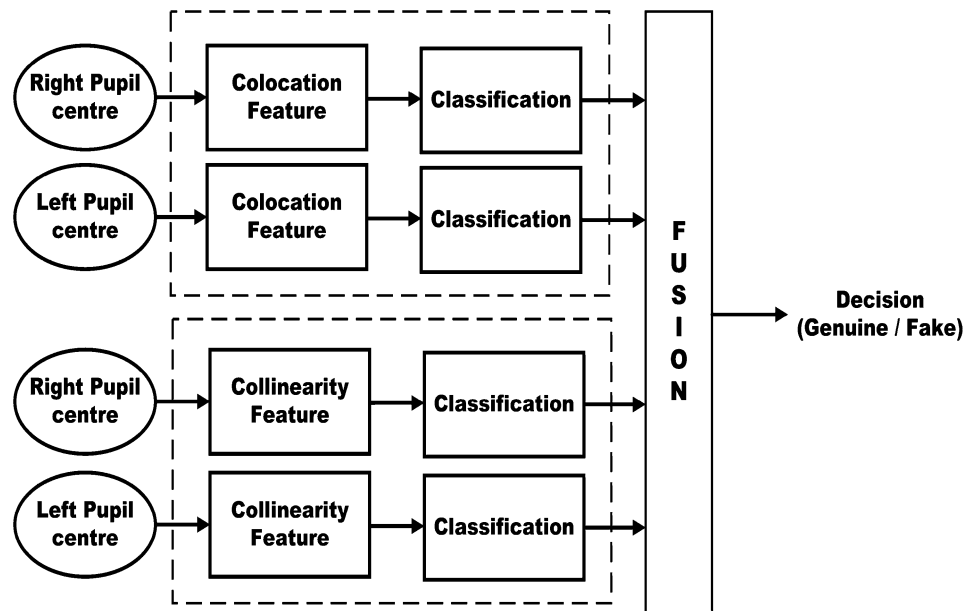 Right Pupil
centre
Colocation
Feature
Classification
Left Pupil
centre
Colocation
Feature
Classification
Right Pupil
centre
Collinearity
Feature
Classification
Left Pupil
centre
Collinearity
Feature
Classification
F
U
S
I
O
N
Decision
(Genuine / Fake)